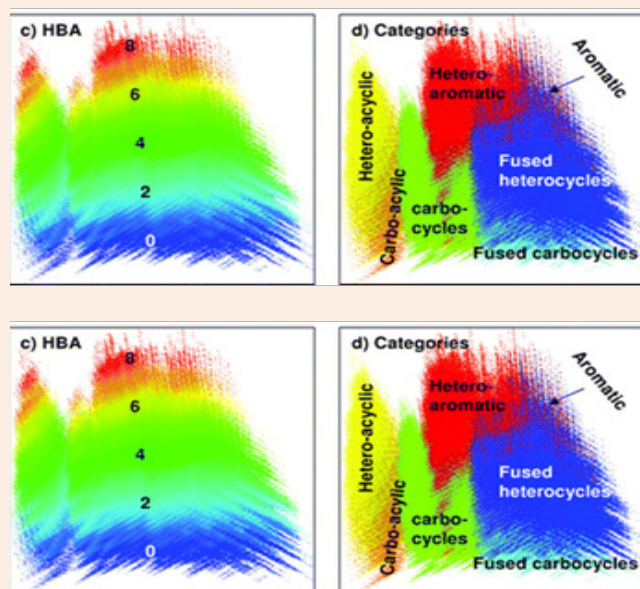 c) HBA
8
6
4
2
0
d) Categories
Hetero-acyclic
Carbo-acylic
carbo-
cycles
Hetero-
aromatic
Aromatic
Fused
heterocycles
Fused carbocycles
c) HBA
8
6
4
2
0
d) Categories
Hetero-acyclic
Carbo-acylic
carbo-
cycles
Hetero-
aromatic
Aromatic
Fused
heterocycles
Fused carbocycles